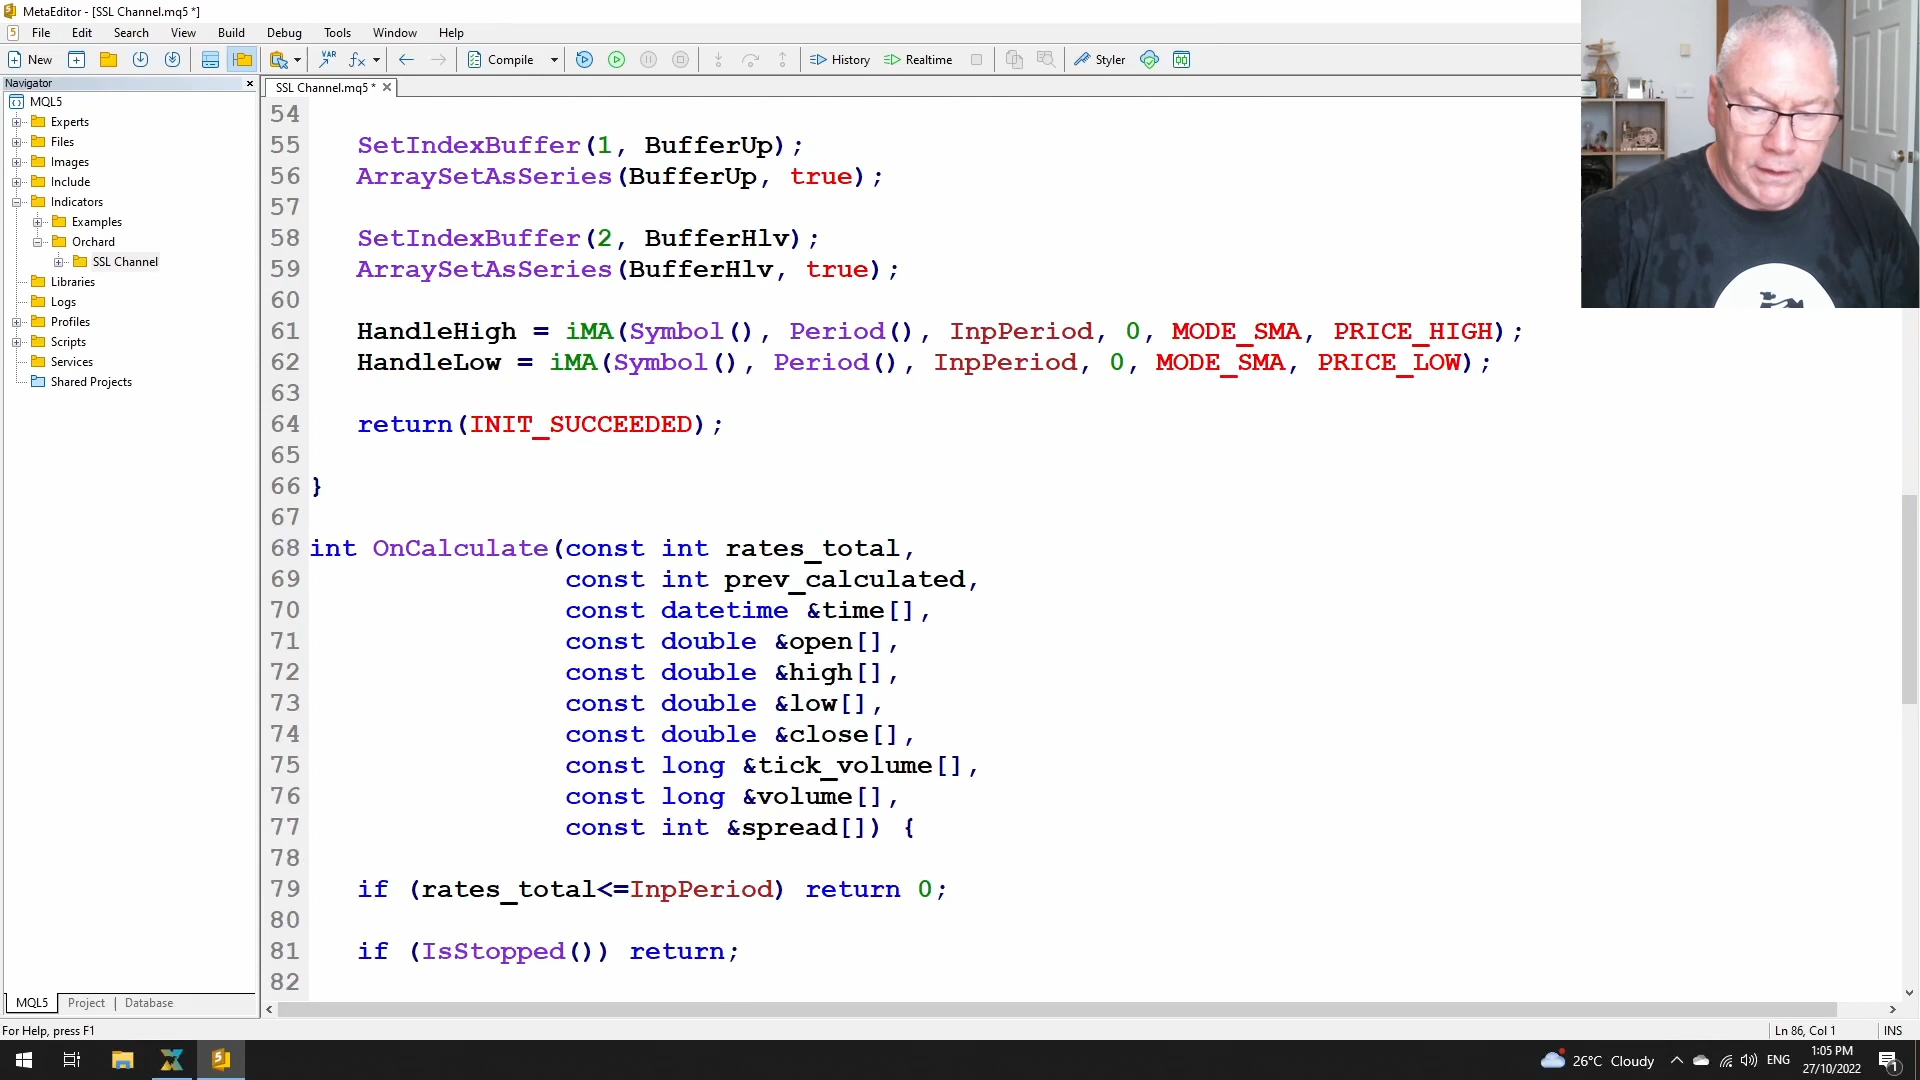 MetaEditor - [SSL Channel.mq5 *]
File Edit Search View Build Debug Tools Window Help
New Compile History Realtime Styler
Navigator
SSL Channel.mq5 *
MQL5
Experts
Files
Images
Include
Indicators
Examples
Orchard
SSL Channel
Libraries
Logs
Profiles
Scripts
Services
Shared Projects
54
55 SetIndexBuffer(1, BufferUp);
56 ArraySetAsSeries(BufferUp, true);
57
58 SetIndexBuffer(2, BufferHlv);
59 ArraySetAsSeries(BufferHlv, true);
60
61 HandleHigh = iMA(Symbol(), Period(), InpPeriod, 0, MODE_SMA, PRICE_HIGH);
62 HandleLow = iMA(Symbol(), Period(), InpPeriod, 0, MODE_SMA, PRICE_LOW);
63
64 return(INIT_SUCCEEDED);
65
66 }
67
68 int OnCalculate(const int rates_total,
69 const int prev_calculated,
70 const datetime &time[],
71 const double &open[],
72 const double &high[],
73 const double &low[],
74 const double &close[],
75 const long &tick_volume[],
76 const long &volume[],
77 const int &spread[]) {
78
79 if (rates_total<=InpPeriod) return 0;
80
81 if (IsStopped()) return;
82
MQL5 Project | Database
For Help, press F1
Ln 86, Col 1 INS
26°C Cloudy ENG
1:05 PM
27/10/2022